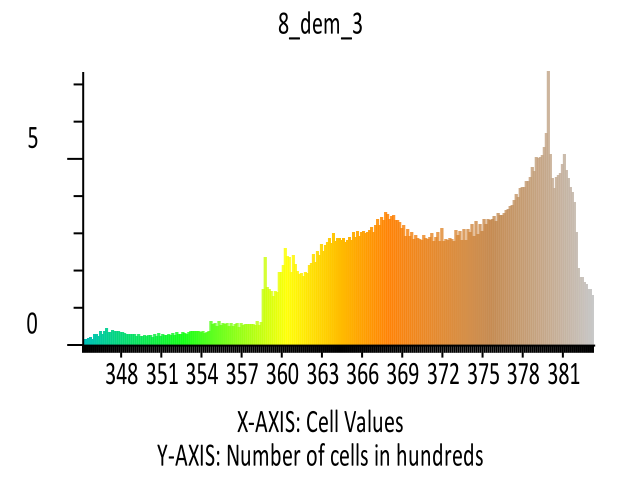 8_dem_3
5
0
348 351 354 357 360 363 366 369 372 375 378 381
X-AXIS: Cell Values
Y-AXIS: Number of cells in hundreds